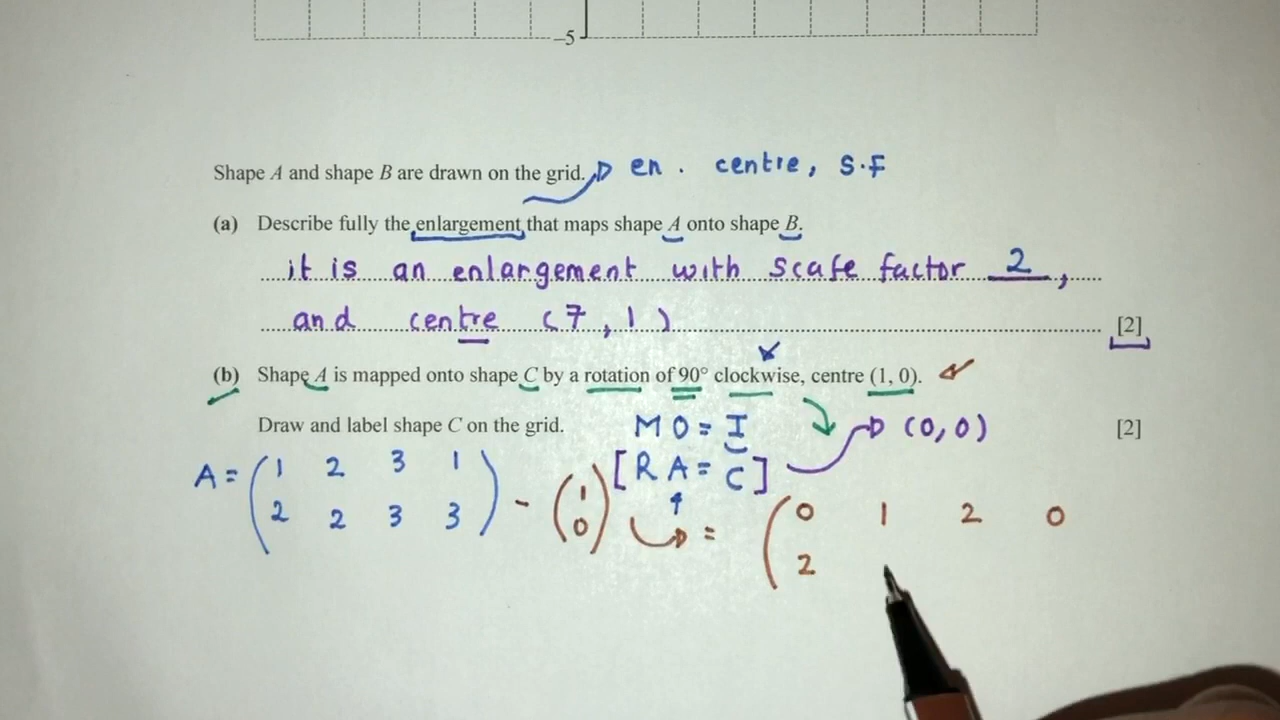 –5
Shape A and shape B are drawn on the grid. en. centre, S.F
(a) Describe fully the enlargement that maps shape A onto shape B.
it is an enlargement with scafe factor 2,
and centre (7, 1) [2]
(b) Shape A is mapped onto shape C by a rotation of 90° clockwise, centre (1, 0).
Draw and label shape C on the grid. M O = I (0,0) [2]
A = ( 1 2 3 1 [R A = C]
2 2 3 3 ) - ( 1 0 ) = ( 0 1 2 0
2